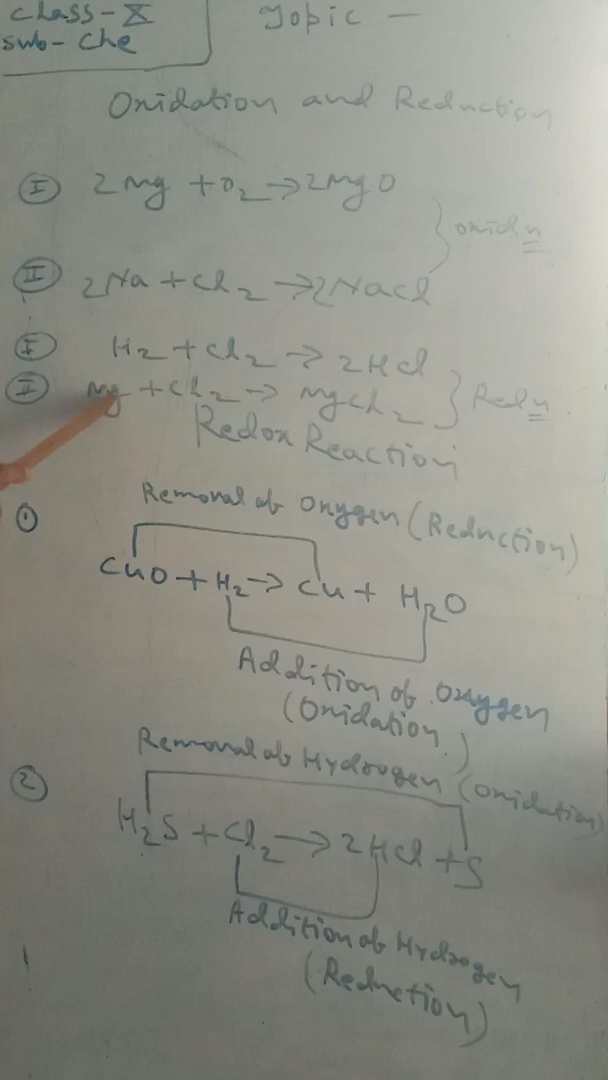 class-X
sub-che
Topic —
Oxidation and Reduction
I 2Mg + O2 → 2MgO
} oxidn
II 2Na + Cl2 → 2NaCl
I H2 + Cl2 → 2HCl
II Mg + Cl2 → MgCl2 } Redn
Redox Reaction
1 Removal of Oxygen (Reduction)
CuO + H2 → Cu + H2O
Addition of Oxygen
(Oxidation)
Removal of Hydrogen (Oxidation)
2
H2S + Cl2 → 2HCl + S
Addition of Hydrogen
(Reduction)